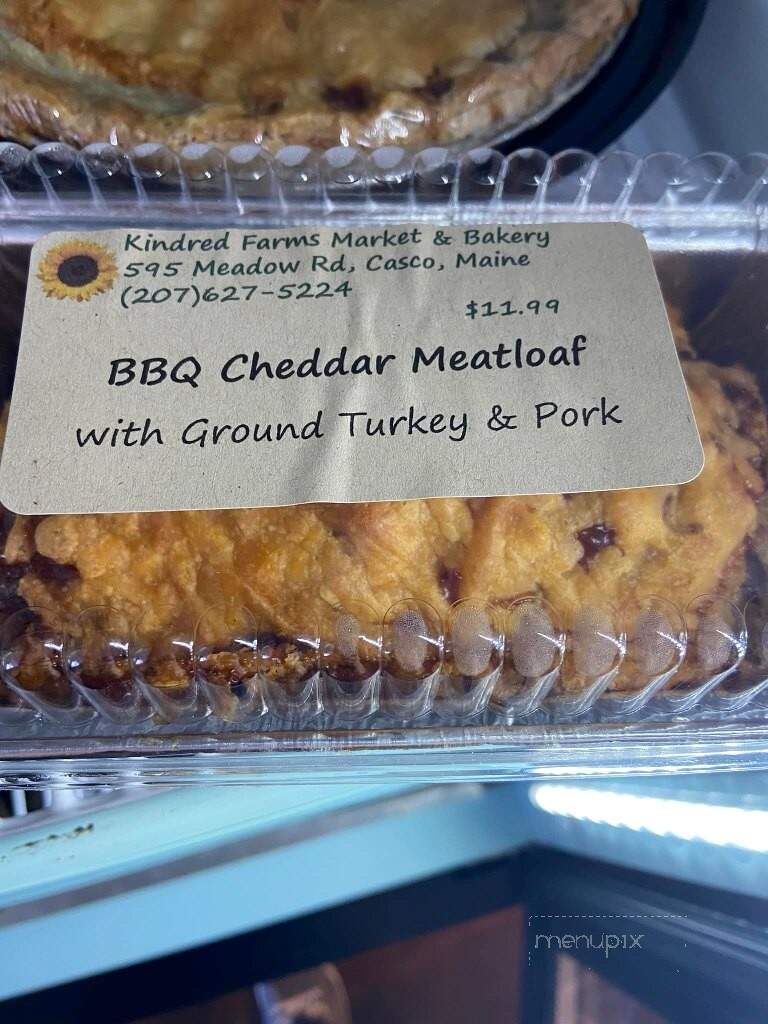 Kindred Farms Market & Bakery
595 Meadow Rd, Casco, Maine
(207)627-5224
$11.99
BBQ Cheddar Meatloaf
with Ground Turkey & Pork
menupix